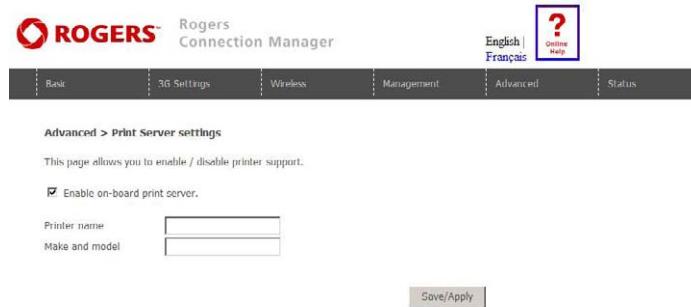 ROGERS™
Rogers
Connection Manager
English |
Français
?
Online
Help
Basic
3G Settings
Wireless
Management
Advanced
Status
Advanced > Print Server settings
This page allows you to enable / disable printer support.
Enable on-board print server.
Printer name
Make and model
Save/Apply